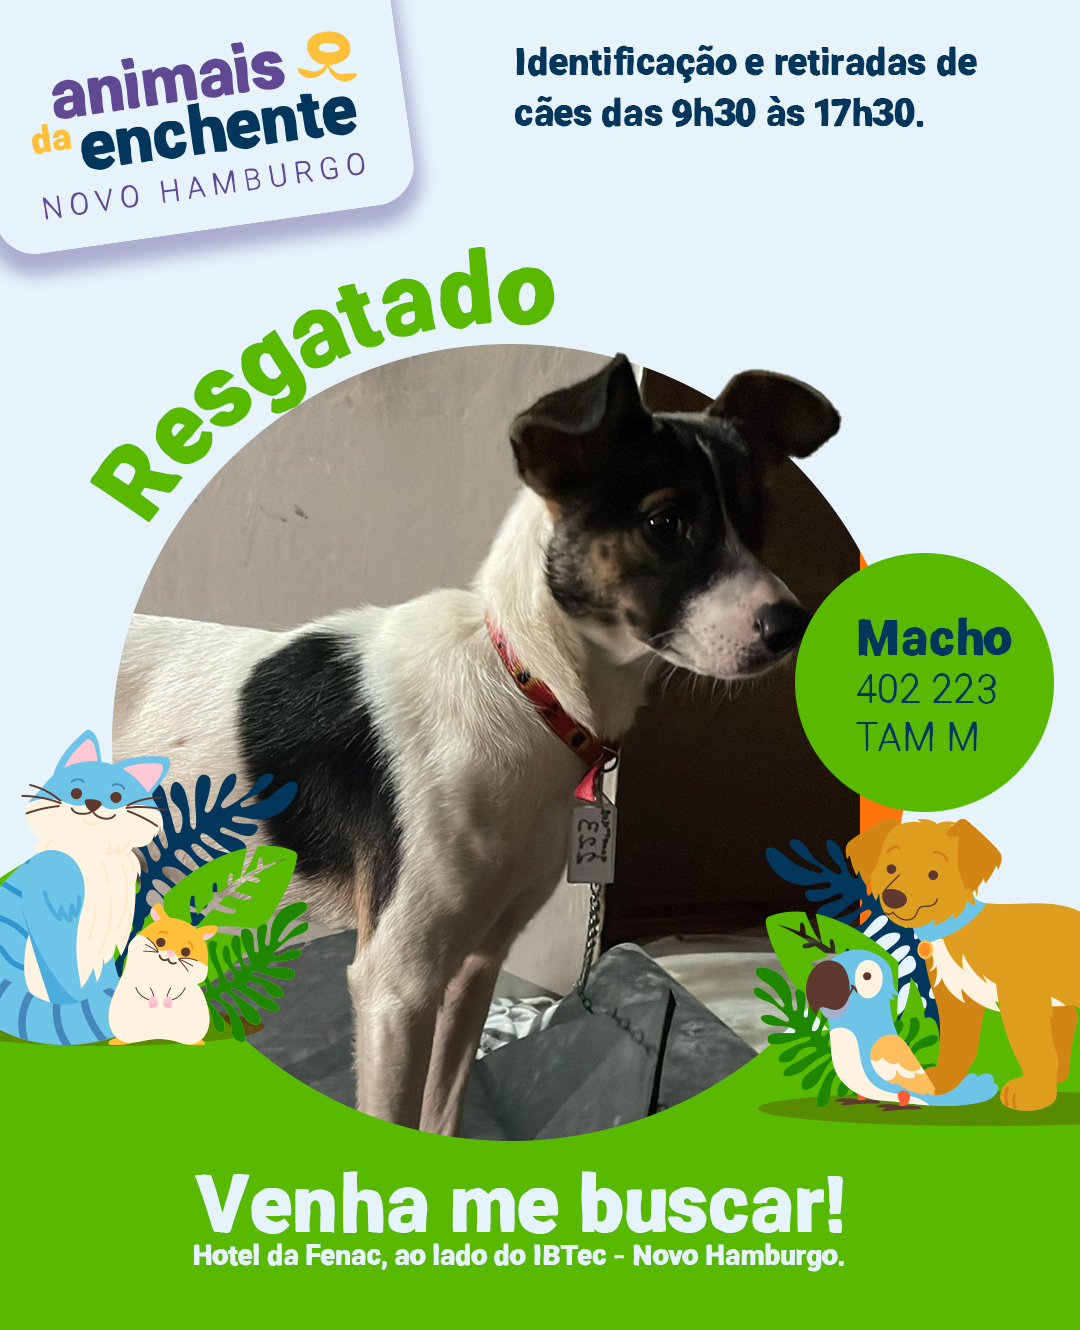 animais
da enchente
NOVO HAMBURGO
Identificação e retiradas de
cães das 9h30 às 17h30.
Resgatado
Macho
402 223
TAM M
223
Venha me buscar!
Hotel da Fenac, ao lado do IBTec - Novo Hamburgo.